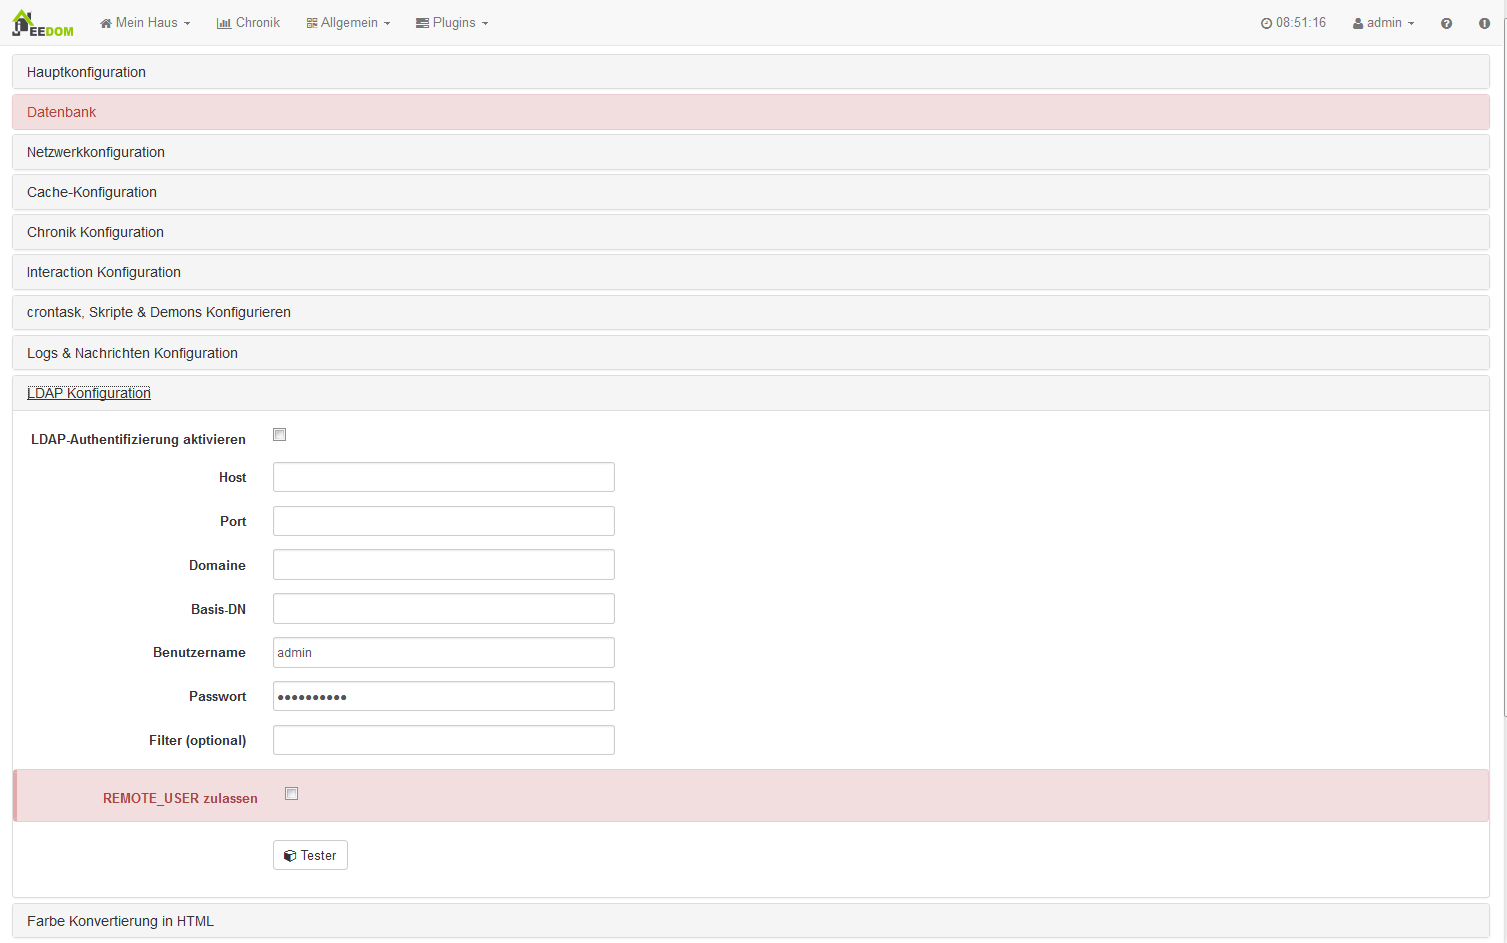 JEEDOM Mein Haus Chronik Allgemein Plugins 08:51:16 admin
Hauptkonfiguration
Datenbank
Netzwerkkonfiguration
Cache-Konfiguration
Chronik Konfiguration
Interaction Konfiguration
crontask, Skripte & Demons Konfigurieren
Logs & Nachrichten Konfiguration
LDAP Konfiguration
LDAP-Authentifizierung aktivieren
Host
Port
Domaine
Basis-DN
Benutzername admin
Passwort ••••••••••
Filter (optional)
REMOTE_USER zulassen
Tester
Farbe Konvertierung in HTML